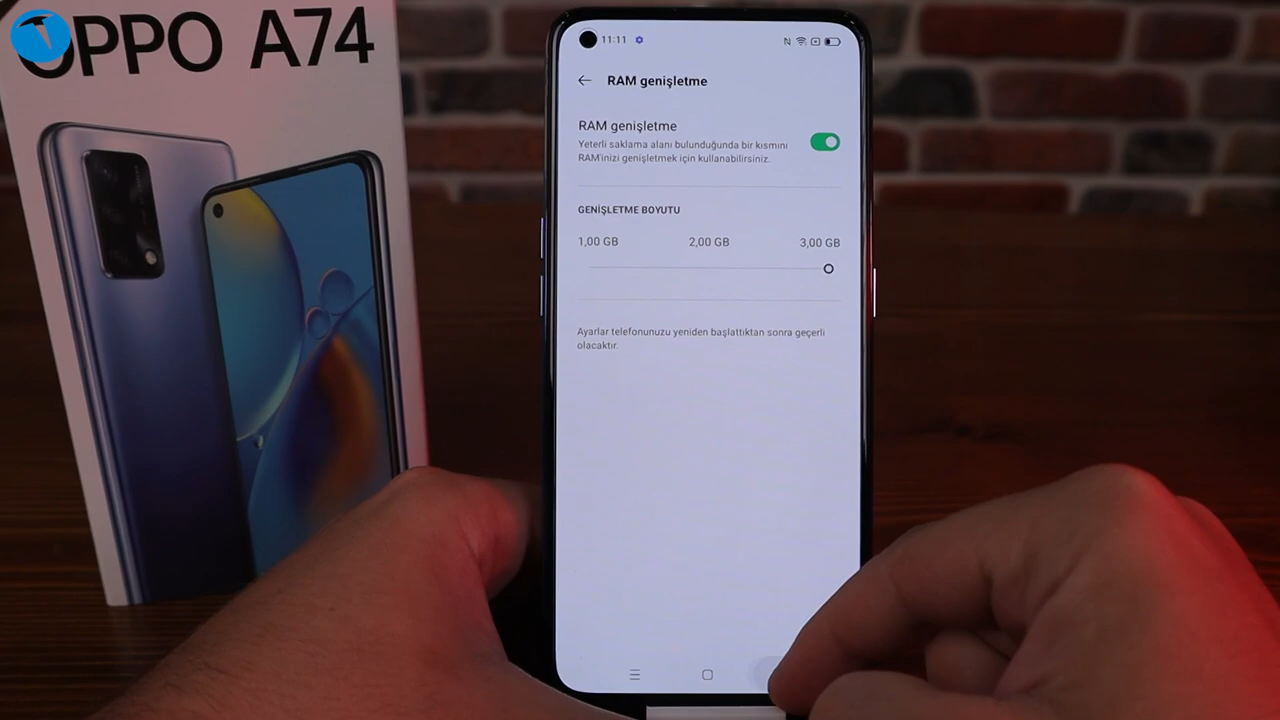 OPPO A74
11:11
RAM genişletme
RAM genişletme
Yeterli saklama alanı bulunduğunda bir kısmını
RAM'inizi genişletmek için kullanabilirsiniz.
GENİŞLETME BOYUTU
1,00 GB 2,00 GB 3,00 GB
Ayarlar telefonunuzu yeniden başlattıktan sonra geçerli
olacaktır.